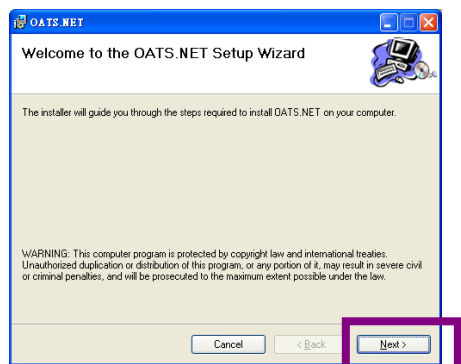 OATS.NET
Welcome to the OATS.NET Setup Wizard
The installer will guide you through the steps required to install OATS.NET on your computer.
WARNING: This computer program is protected by copyright law and international treaties.
Unauthorized duplication or distribution of this program, or any portion of it, may result in severe civil
or criminal penalties, and will be prosecuted to the maximum extent possible under the law.
Cancel
< Back
Next >